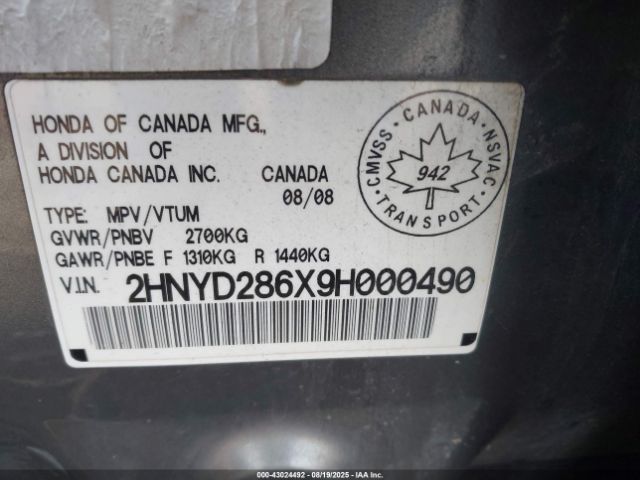 HONDA OF CANADA MFG.,
A DIVISION OF
HONDA CANADA INC. CANADA
08/08
TYPE: MPV/VTUM
GVWR/PNBV 2700KG
GAWR/PNBE F 1310KG R 1440KG
V.I.N. 2HNYD286X9H000490
CMVSS • CANADA • NSVAC • TRANSPORT •
942
© 000-43024492 - 08/19/2025 - IAA Inc.